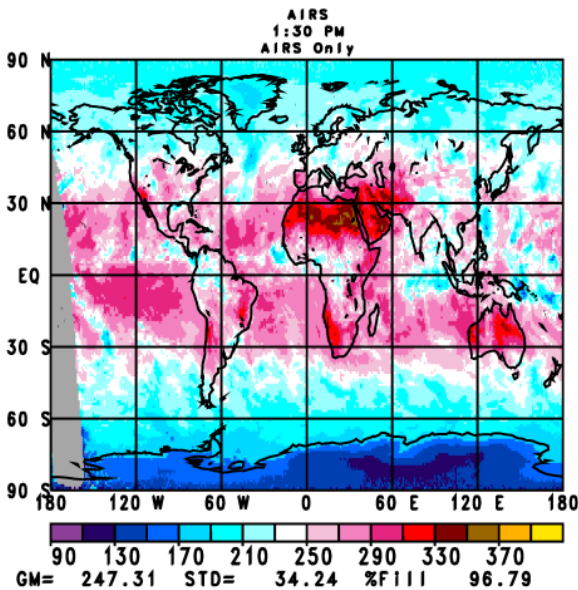 AIRS
1:30 PM
AIRS Only
90 N
60 N
30 N
EQ
30 S
60 S
90 S
180 120 W 60 W 0 60 E 120 E 180
90 130 170 210 250 290 330 370
GM= 247.31 STD= 34.24 %Fill 96.79